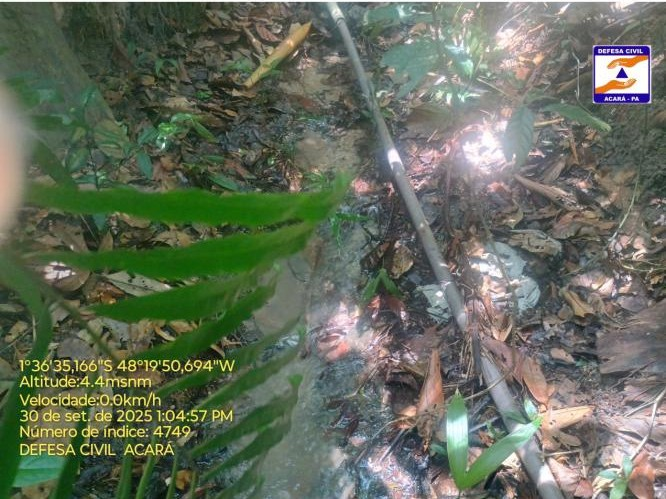 DEFESA CIVIL
ACARÁ - PA
1°36'35,166"S 48°19'50,694"W
Altitude:4.4msnm
Velocidade:0.0km/h
30 de set. de 2025 1:04:57 PM
Número de índice: 4749
DEFESA CIVIL ACARÁ